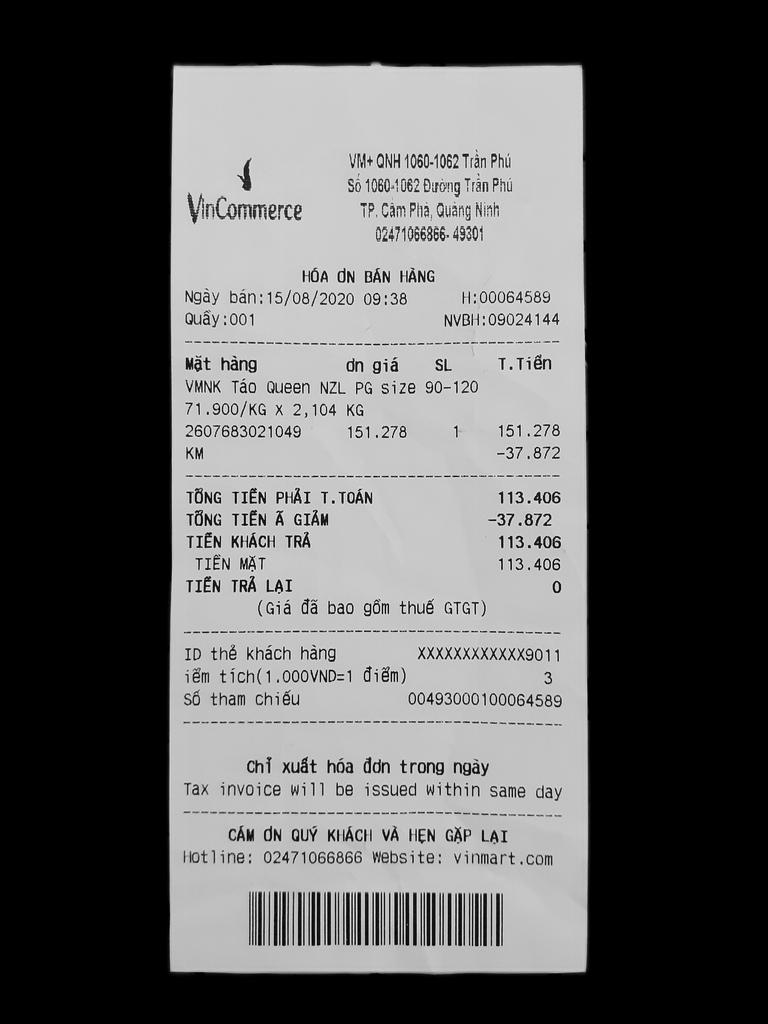 VinCommerce
VM+ QNH 1060-1062 Trần Phú
Số 1060-1062 Đường Trần Phú
TP. Cẩm Phả, Quảng Ninh
02471066866- 49301
HÓA ƠN BÁN HÀNG
Ngày bán:15/08/2020 09:38 H:00064589
Quầy:001 NVBH:09024144
Mặt hàng ơn giá SL T.Tiền
VMNK Táo Queen NZL PG size 90-120
71.900/KG X 2,104 KG
2607683021049 151.278 1 151.278
KM -37.872
TỔNG TIỀN PHẢI T.TOÁN 113.406
TỔNG TIỀN Ã GIẢM -37.872
TIỀN KHÁCH TRẢ 113.406
TIỀN MẶT 113.406
TIỀN TRẢ LẠI 0
(Giá đã bao gồm thuế GTGT)
ID thẻ khách hàng XXXXXXXXXXXX9011
iểm tích(1.000VND=1 điểm) 3
Số tham chiếu 00493000100064589
Chỉ xuất hóa đơn trong ngày
Tax invoice will be issued within same day
CÁM ƠN QUÝ KHÁCH VÀ HẸN GẶP LẠI
Hotline: 02471066866 Website: vinmart.com